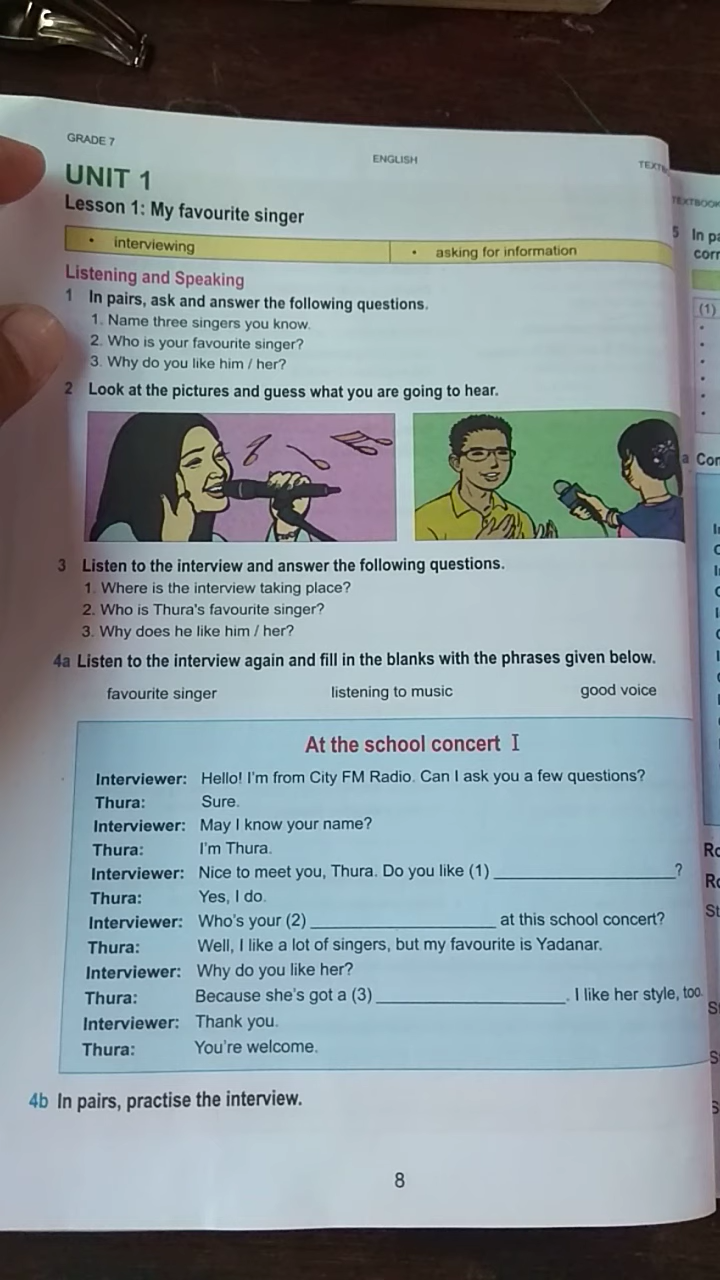 GRADE 7
ENGLISH
UNIT 1
Lesson 1: My favourite singer
• interviewing
• asking for information
Listening and Speaking
1 In pairs, ask and answer the following questions.
1. Name three singers you know.
2. Who is your favourite singer?
3. Why do you like him / her?
2 Look at the pictures and guess what you are going to hear.
3 Listen to the interview and answer the following questions.
1. Where is the interview taking place?
2. Who is Thura's favourite singer?
3. Why does he like him / her?
4a Listen to the interview again and fill in the blanks with the phrases given below.
favourite singer listening to music good voice
At the school concert I
Interviewer: Hello! I'm from City FM Radio. Can I ask you a few questions?
Thura: Sure.
Interviewer: May I know your name?
Thura: I'm Thura.
Interviewer: Nice to meet you, Thura. Do you like (1) ____________________?
Thura: Yes, I do.
Interviewer: Who's your (2) ____________________ at this school concert?
Thura: Well, I like a lot of singers, but my favourite is Yadanar.
Interviewer: Why do you like her?
Thura: Because she's got a (3) ____________________. I like her style, too.
Interviewer: Thank you.
Thura: You're welcome.
4b In pairs, practise the interview.
8
TEXTBOOK
5 In
(1)